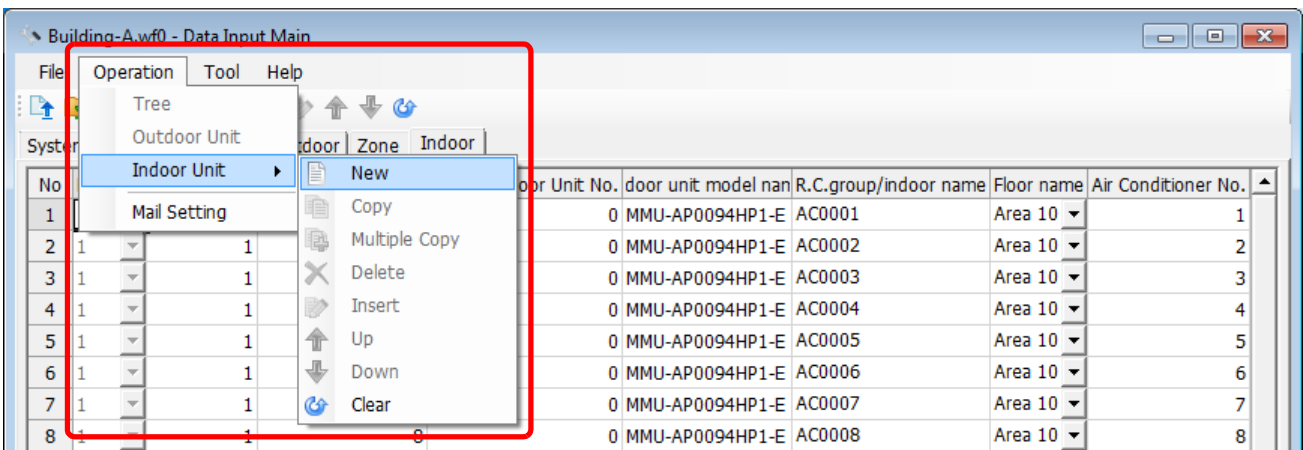 Building-A.wf0 - Data Input Main
File Operation Tool Help
Tree
Outdoor Unit
Indoor Unit
Mail Setting
Zone Indoor
New
Copy
Multiple Copy
Delete
Insert
Up
Down
Clear
No Unit No. door unit model nan R.C.group/indoor name Floor name Air Conditioner No.
1 0 MMU-AP0094HP1-E AC0001 Area 10 1
2 1 1 0 MMU-AP0094HP1-E AC0002 Area 10 2
3 1 1 0 MMU-AP0094HP1-E AC0003 Area 10 3
4 1 1 0 MMU-AP0094HP1-E AC0004 Area 10 4
5 1 1 0 MMU-AP0094HP1-E AC0005 Area 10 5
6 1 1 0 MMU-AP0094HP1-E AC0006 Area 10 6
7 1 1 0 MMU-AP0094HP1-E AC0007 Area 10 7
8 1 1 8 0 MMU-AP0094HP1-E AC0008 Area 10 8